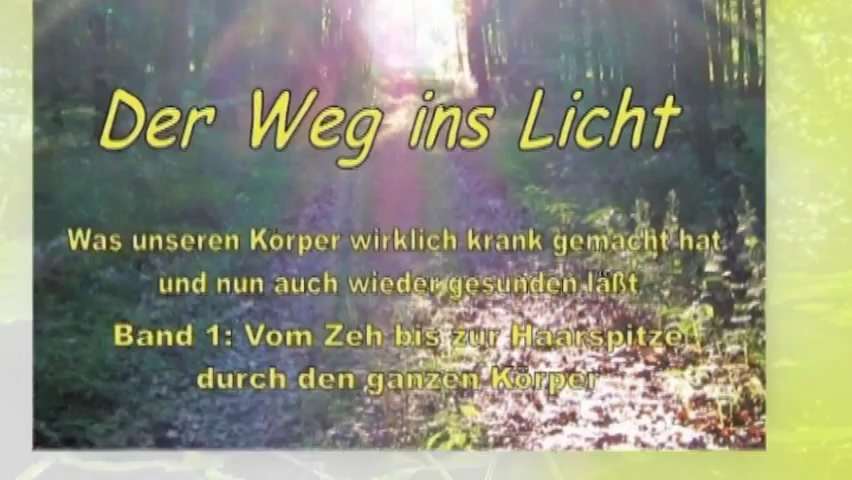 Der Weg ins Licht
Was unseren Körper wirklich krank gemacht hat
und nun auch wieder gesunden läßt
Band 1: Vom Zeh bis zur Haarspitze
durch den ganzen Körper